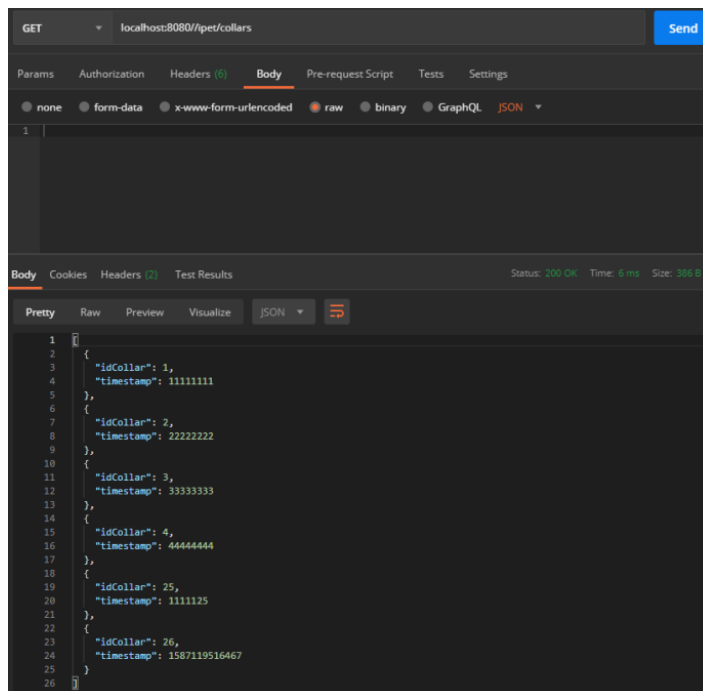 GET localhost:8080//ipet/collars Send
Params Authorization Headers (6) Body Pre-request Script Tests Settings
none form-data x-www-form-urlencoded raw binary GraphQL JSON
1
Body Cookies Headers (2) Test Results Status: 200 OK Time: 6 ms Size: 386 B
Pretty Raw Preview Visualize JSON
1 [
2 {
3 "idCollar": 1,
4 "timestamp": 11111111
5 },
6 {
7 "idCollar": 2,
8 "timestamp": 22222222
9 },
10 {
11 "idCollar": 3,
12 "timestamp": 33333333
13 },
14 {
15 "idCollar": 4,
16 "timestamp": 44444444
17 },
18 {
19 "idCollar": 25,
20 "timestamp": 1111125
21 },
22 {
23 "idCollar": 26,
24 "timestamp": 1587119516467
25 }
26 ]